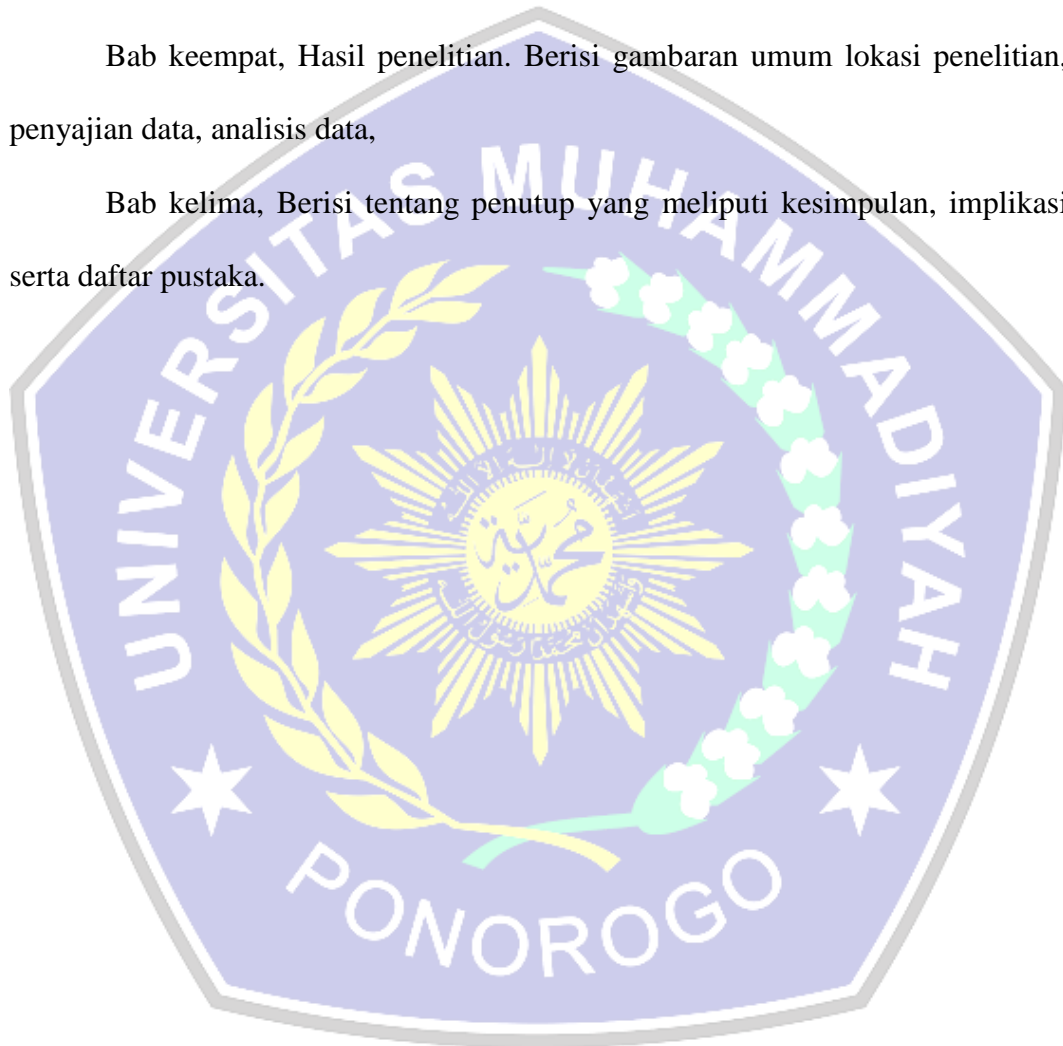 Bab keempat, Hasil penelitian. Berisi gambaran umum lokasi penelitian,
penyajian data, analisis data,
Bab kelima, Berisi tentang penutup yang meliputi kesimpulan, implikasi
serta daftar pustaka.
UNIVERSITAS MUHAMMADIYAH
محمدية
PONOROGO